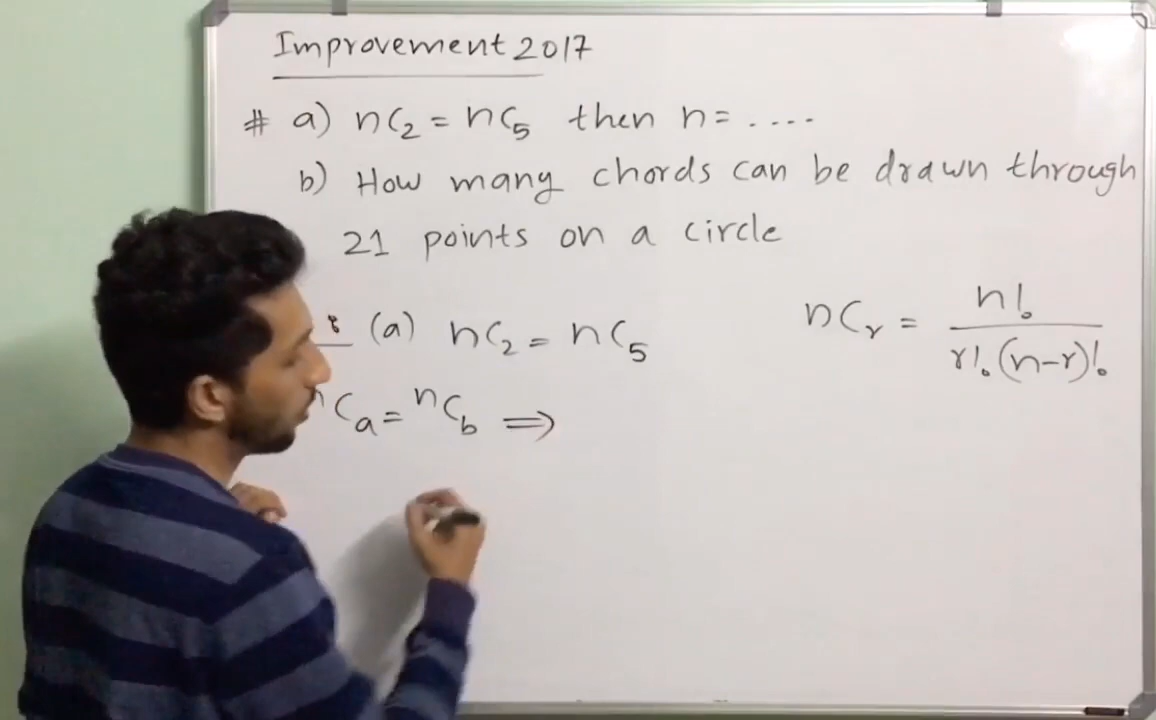 Improvement 2017
# a) nC₂ = nC₅ then n = ....
b) How many chords can be drawn through
21 points on a circle
: (a) nC₂ = nC₅
nCᵣ = n! / r!(n-r)!
ⁿCₐ = ⁿC_b ⇒